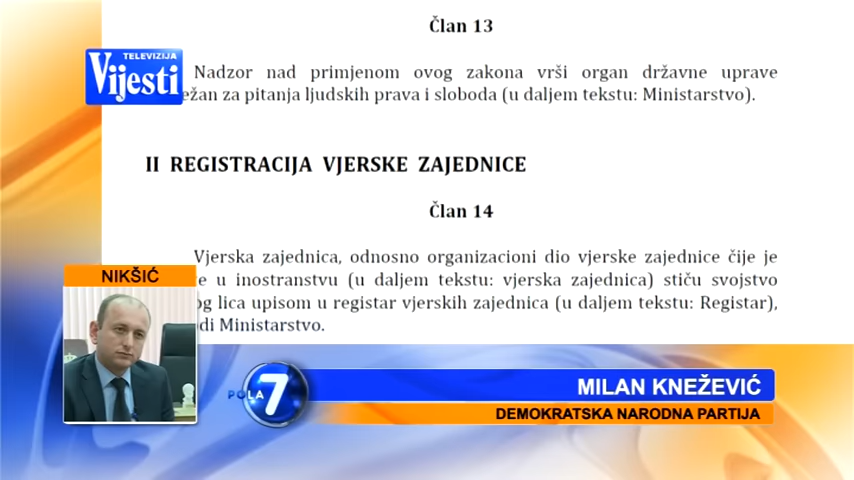 Član 13
TELEVIZIJA
Vijesti
Nadzor nad primjenom ovog zakona vrši organ državne uprave
za pitanja ljudskih prava i sloboda (u daljem tekstu: Ministarstvo).
II REGISTRACIJA VJERSKE ZAJEDNICE
Član 14
Vjerska zajednica, odnosno organizacioni dio vjerske zajednice čije je
u inostranstvu (u daljem tekstu: vjerska zajednica) stiču svojstvo
lica upisom u registar vjerskih zajednica (u daljem tekstu: Registar),
Ministarstvo.
NIKŠIĆ
POLA 7
MILAN KNEŽEVIĆ
DEMOKRATSKA NARODNA PARTIJA